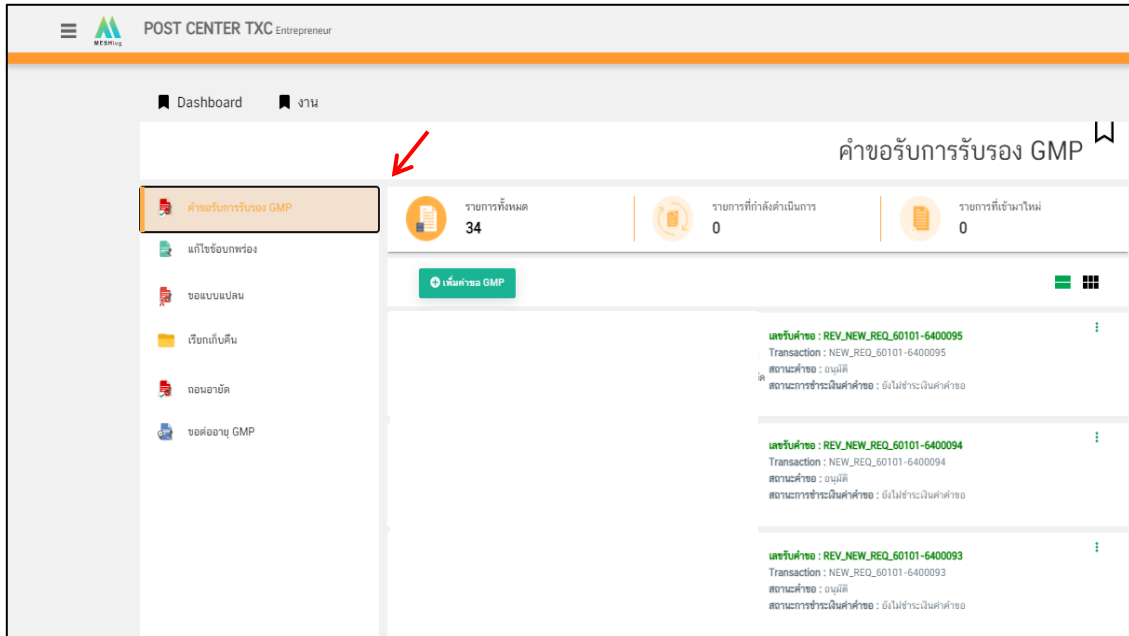 MESHlog
POST CENTER TXC Entrepreneur
Dashboard
งาน
คำขอรับการรับรอง GMP
คำขอรับการรับรอง GMP
แก้ไขข้อบกพร่อง
ขอแบบแปลน
เรียกเก็บคืน
ถอนอายัด
ขอต่ออายุ GMP
รายการทั้งหมด
34
รายการที่กำลังดำเนินการ
0
รายการที่เข้ามาใหม่
0
เพิ่มคำขอ GMP
เลขรับคำขอ : REV_NEW_REQ_60101-6400095
Transaction : NEW_REQ_60101-6400095
สถานะคำขอ : อนุมัติ
สถานะการชำระเงินค่าคำขอ : ยังไม่ชำระเงินค่าคำขอ
เลขรับคำขอ : REV_NEW_REQ_60101-6400094
Transaction : NEW_REQ_60101-6400094
สถานะคำขอ : อนุมัติ
สถานะการชำระเงินค่าคำขอ : ยังไม่ชำระเงินค่าคำขอ
เลขรับคำขอ : REV_NEW_REQ_60101-6400093
Transaction : NEW_REQ_60101-6400093
สถานะคำขอ : อนุมัติ
สถานะการชำระเงินค่าคำขอ : ยังไม่ชำระเงินค่าคำขอ